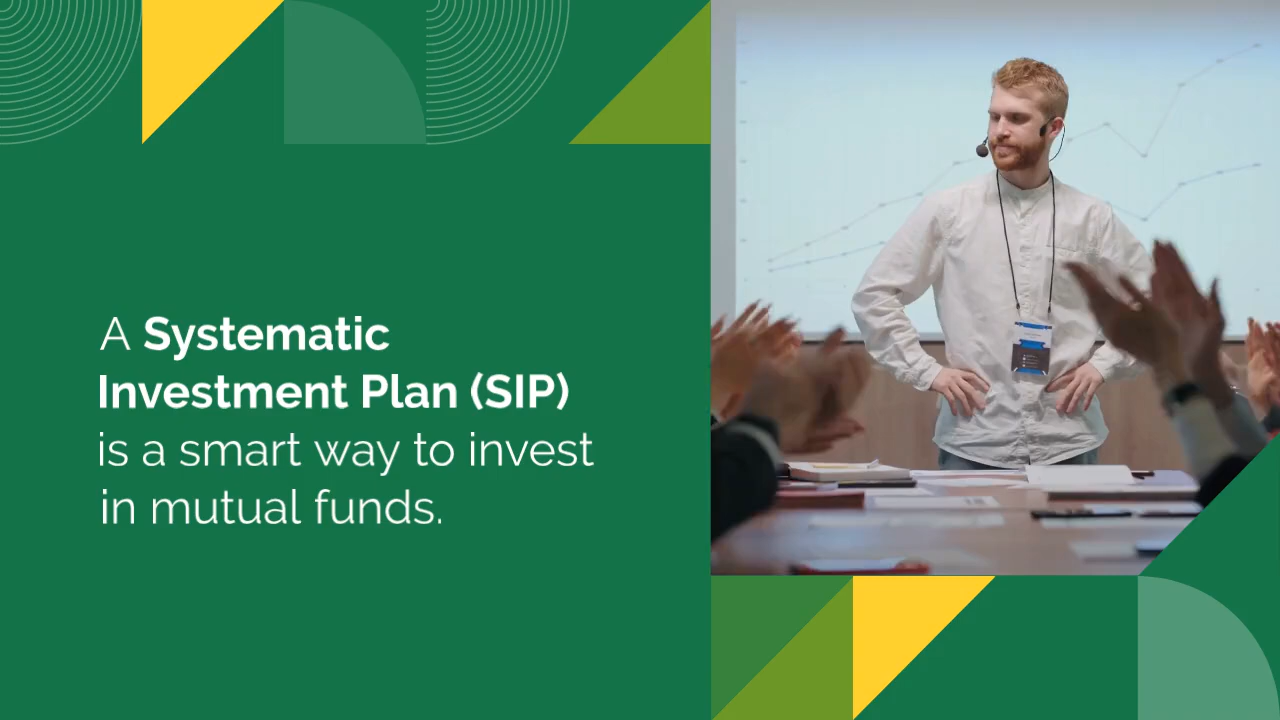 A Systematic
Investment Plan (SIP)
is a smart way to invest
in mutual funds.